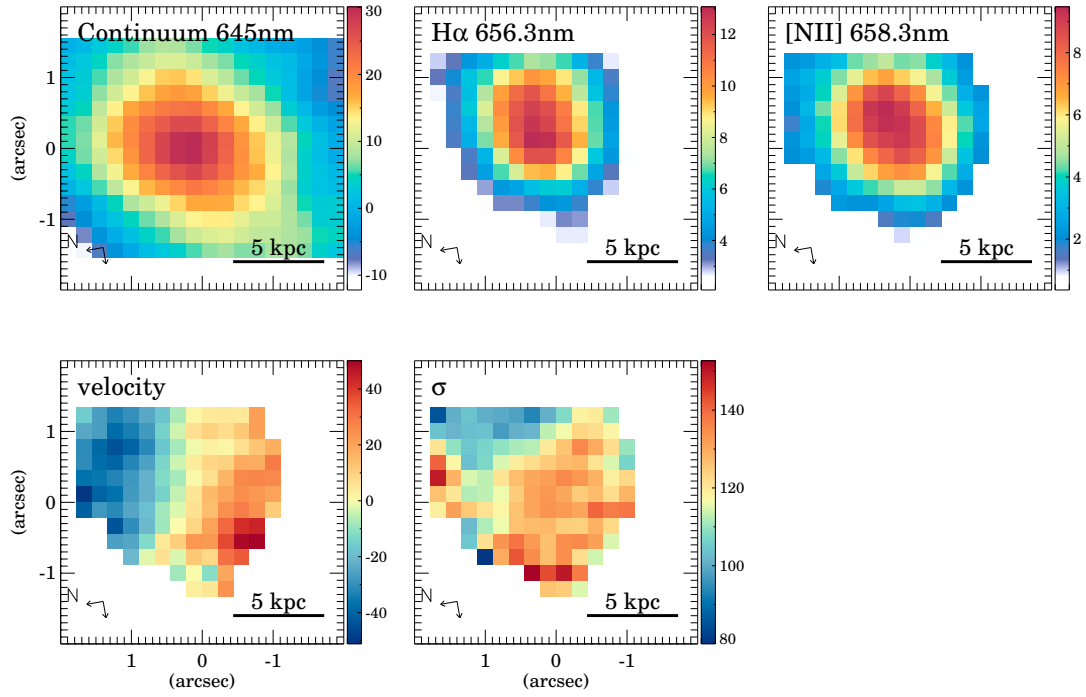 Continuum 645nm
Hα 656.3nm
[NII] 658.3nm
30
20
10
0
-10
12
10
8
6
4
8
6
4
2
1
0
-1
(arcsec)
N
5 kpc
N
5 kpc
N
5 kpc
velocity
σ
40
20
0
-20
-40
140
120
100
80
1
0
-1
(arcsec)
N
5 kpc
N
5 kpc
1
0
-1
1
0
-1
(arcsec)
(arcsec)